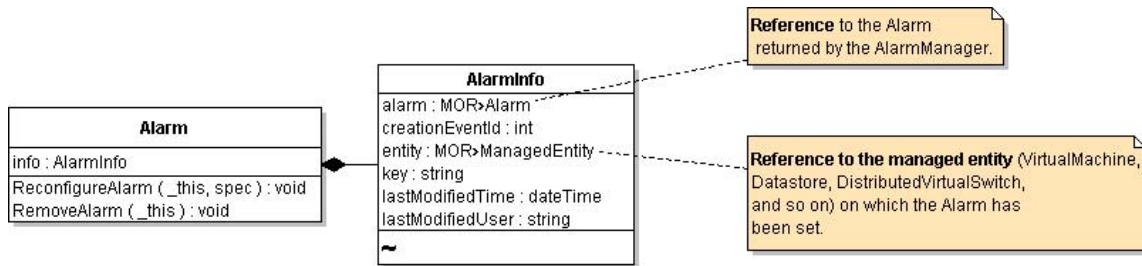 Alarm
info : AlarmInfo
ReconfigureAlarm ( _this, spec ) : void
RemoveAlarm ( _this ) : void
AlarmInfo
alarm : MOR>Alarm
creationEventId : int
entity : MOR>ManagedEntity
key : string
lastModifiedTime : dateTime
lastModifiedUser : string
~
Reference to the Alarm
returned by the AlarmManager.
Reference to the managed entity (VirtualMachine,
Datastore, DistributedVirtualSwitch,
and so on) on which the Alarm has
been set.